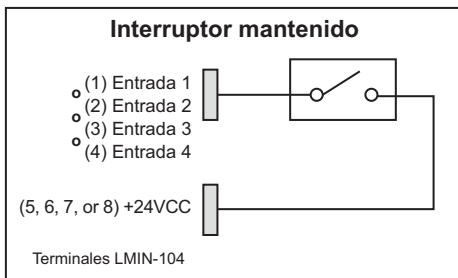 Interruptor mantenido
(1) Entrada 1
o
(2) Entrada 2
o
(3) Entrada 3
o
(4) Entrada 4
(5, 6, 7, or 8) +24VCC
Terminales LMIN-104